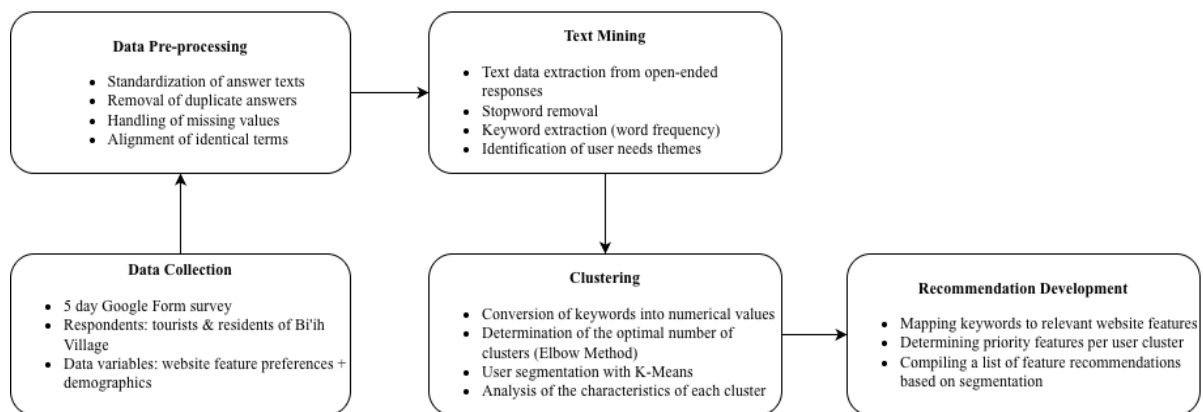 Data Pre-processing
Standardization of answer texts
Removal of duplicate answers
Handling of missing values
Alignment of identical terms
Text Mining
Text data extraction from open-ended
responses
Stopword removal
Keyword extraction (word frequency)
Identification of user needs themes
Data Collection
5 day Google Form survey
Respondents: tourists & residents of Bi'ih
Village
Data variables: website feature preferences +
demographics
Clustering
Conversion of keywords into numerical values
Determination of the optimal number of
clusters (Elbow Method)
User segmentation with K-Means
Analysis of the characteristics of each cluster
Recommendation Development
Mapping keywords to relevant website features
Determining priority features per user cluster
Compiling a list of feature recommendations
based on segmentation